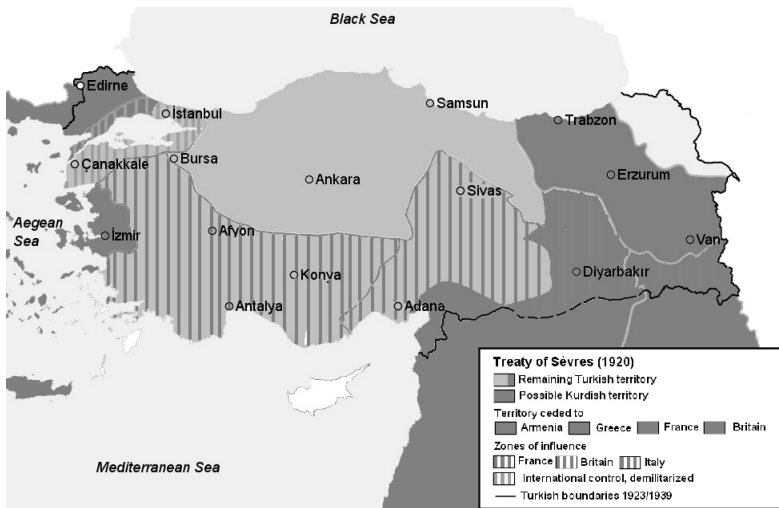 Black Sea
Edirne
İstanbul
Samsun
Trabzon
Çanakkale
Bursa
Ankara
Sivas
Erzurum
Aegean
Sea
İzmir
Afyon
Van
Konya
Diyarbakır
Antalya
Adana
Mediterranean Sea
Treaty of Sèvres (1920)
Remaining Turkish territory
Possible Kurdish territory
Territory ceded to
Armenia Greece France Britain
Zones of influence
France Britain Italy
International control, demilitarized
Turkish boundaries 1923/1939